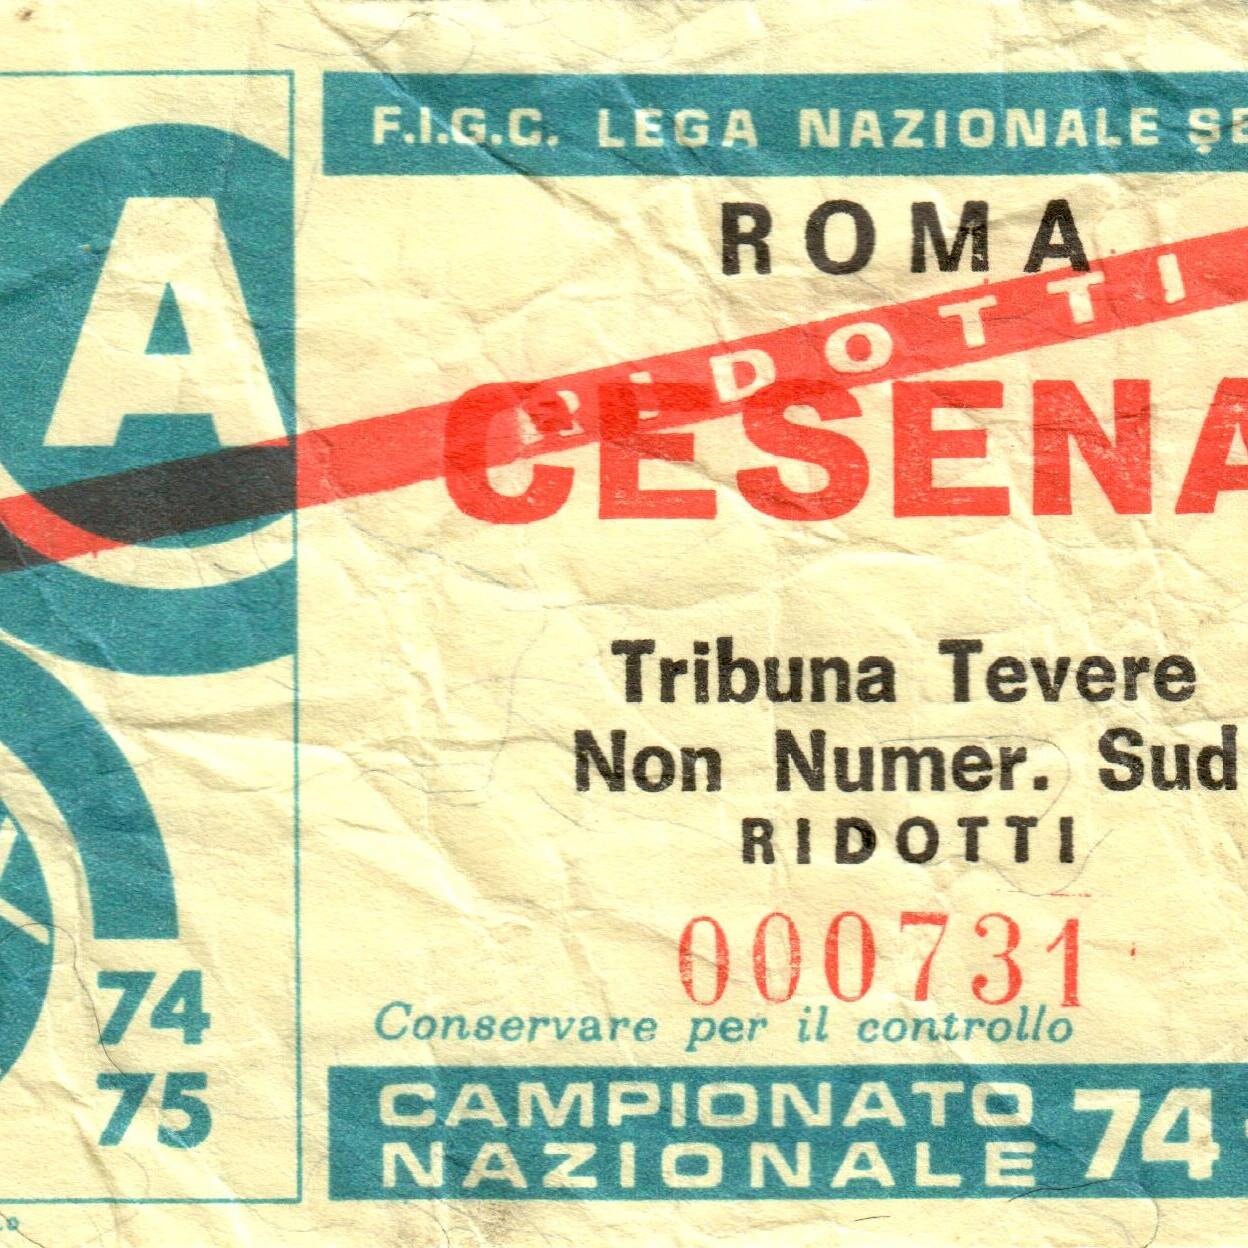 A
74
75
F.I.G.C. LEGA NAZIONALE
ROMA
RIDOTTI
CESENA
Tribuna Tevere
Non Numer. Sud
RIDOTTI
000731
Conservare per il controllo
CAMPIONATO
NAZIONALE 74